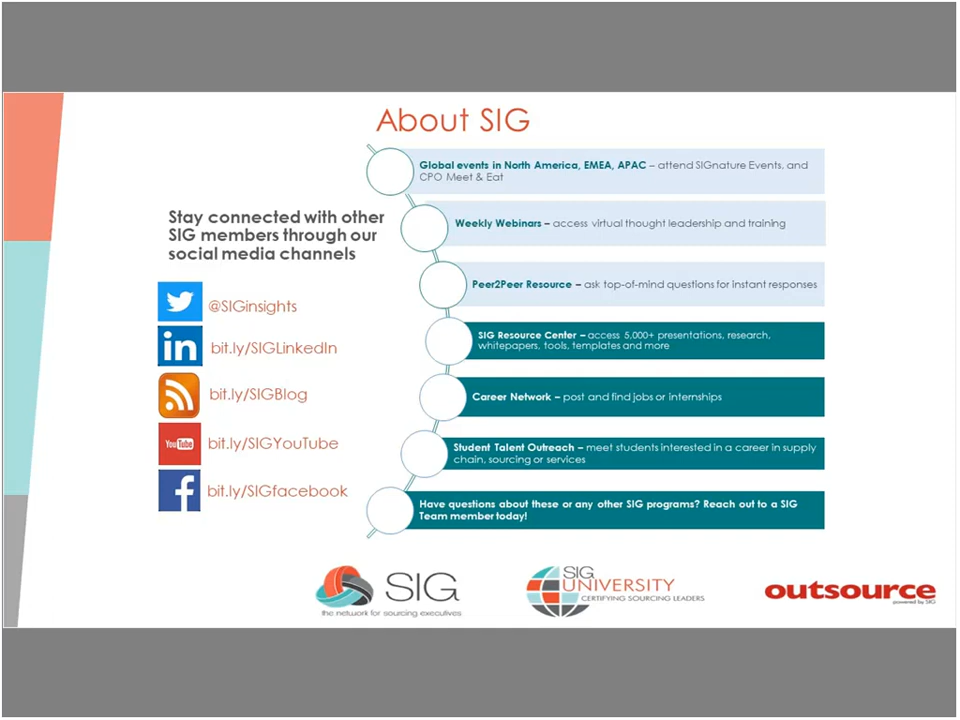 About SIG
Stay connected with other
SIG members through our
social media channels
@SIGinsights
in
bit.ly/SIGLinkedIn
bit.ly/SIGBlog
YouTube
bit.ly/SIGYouTube
f
bit.ly/SIGfacebook
Global events in North America, EMEA, APAC – attend SIGnature Events, and
CPO Meet & Eat
Weekly Webinars – access virtual thought leadership and training
Peer2Peer Resource – ask top-of-mind questions for instant responses
SIG Resource Center – access 5,000+ presentations, research,
whitepapers, tools, templates and more
Career Network – post and find jobs or internships
Student Talent Outreach – meet students interested in a career in supply
chain, sourcing or services
Have questions about these or any other SIG programs? Reach out to a SIG
Team member today!
SIG
the network for sourcing executives
SIG
UNIVERSITY
CERTIFYING SOURCING LEADERS
outsource
powered by SIG